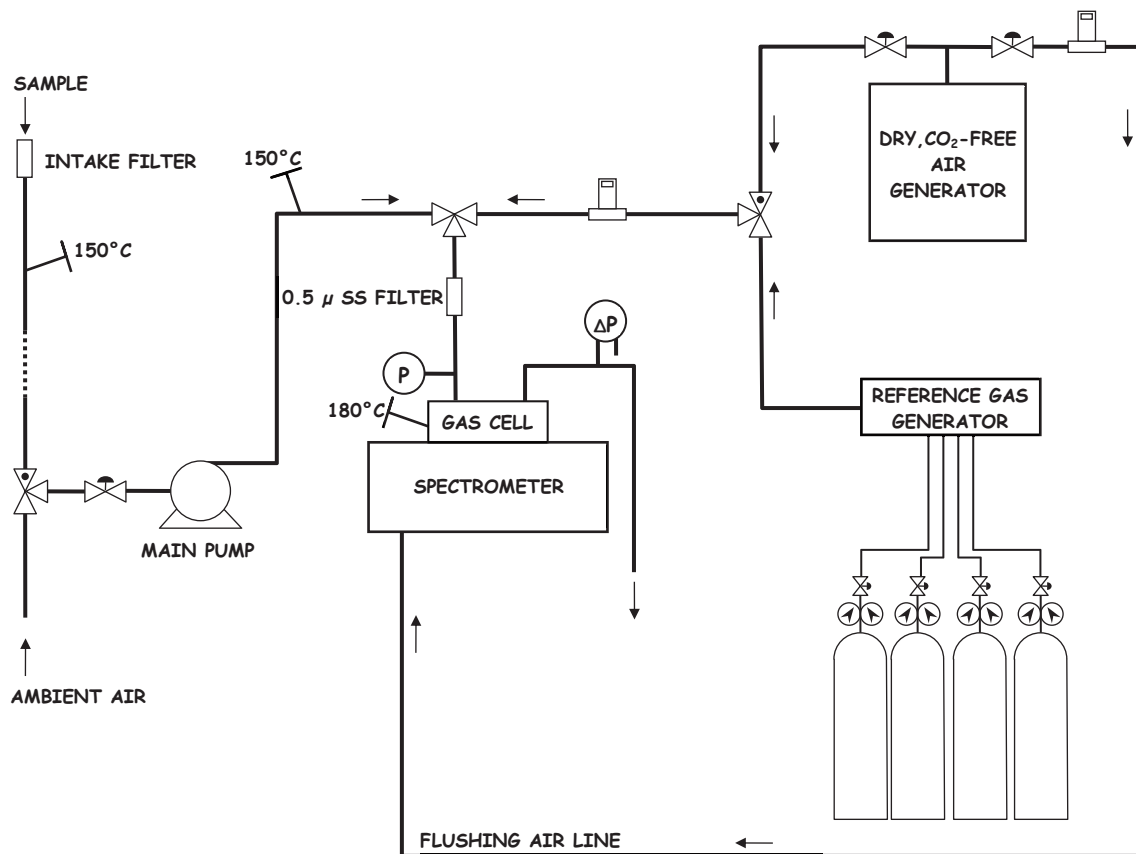 SAMPLE
INTAKE FILTER
150°C
150°C
DRY,CO₂-FREE
AIR
GENERATOR
0.5 µ SS FILTER
ΔP
P
180°C
GAS CELL
REFERENCE GAS
GENERATOR
SPECTROMETER
MAIN PUMP
AMBIENT AIR
FLUSHING AIR LINE